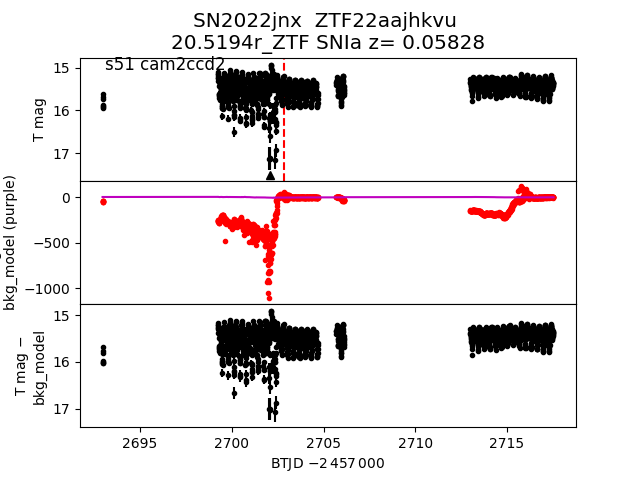 SN2022jnx  ZTF22aajhkvu
20.5194r_ZTF SNIa z= 0.05828
s51 cam2ccd2
T mag
15
16
17
bkg_model (purple)
0
−500
−1000
T mag −
bkg_model
15
16
17
2695
2700
2705
2710
2715
BTJD −2 457 000